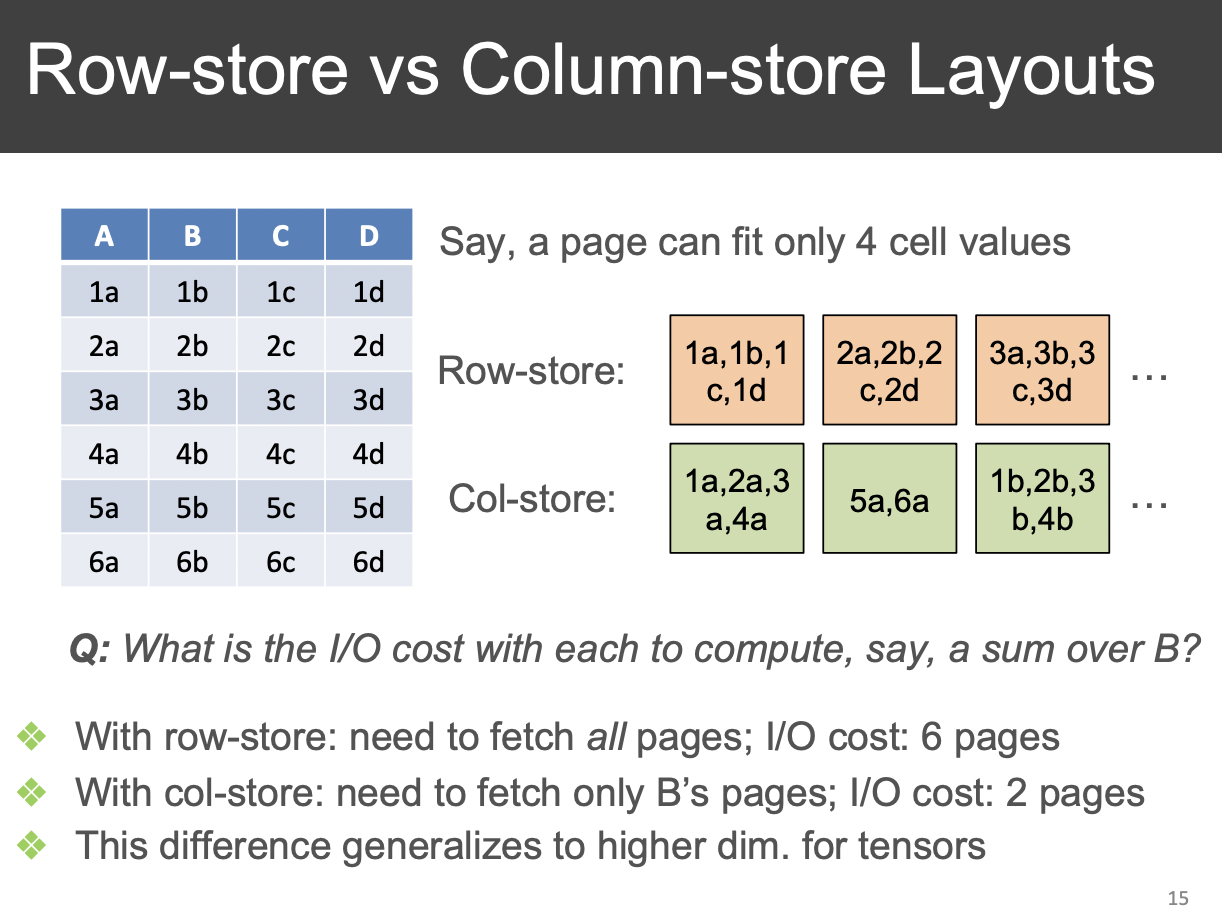 Row-store vs Column-store Layouts
A B C D
1a 1b 1c 1d
2a 2b 2c 2d
3a 3b 3c 3d
4a 4b 4c 4d
5a 5b 5c 5d
6a 6b 6c 6d
Say, a page can fit only 4 cell values
Row-store:
1a,1b,1
c,1d
2a,2b,2
c,2d
3a,3b,3
c,3d
…
Col-store:
1a,2a,3
a,4a
5a,6a
1b,2b,3
b,4b
…
Q: What is the I/O cost with each to compute, say, a sum over B?
❖ With row-store: need to fetch all pages; I/O cost: 6 pages
❖ With col-store: need to fetch only B’s pages; I/O cost: 2 pages
❖ This difference generalizes to higher dim. for tensors
15